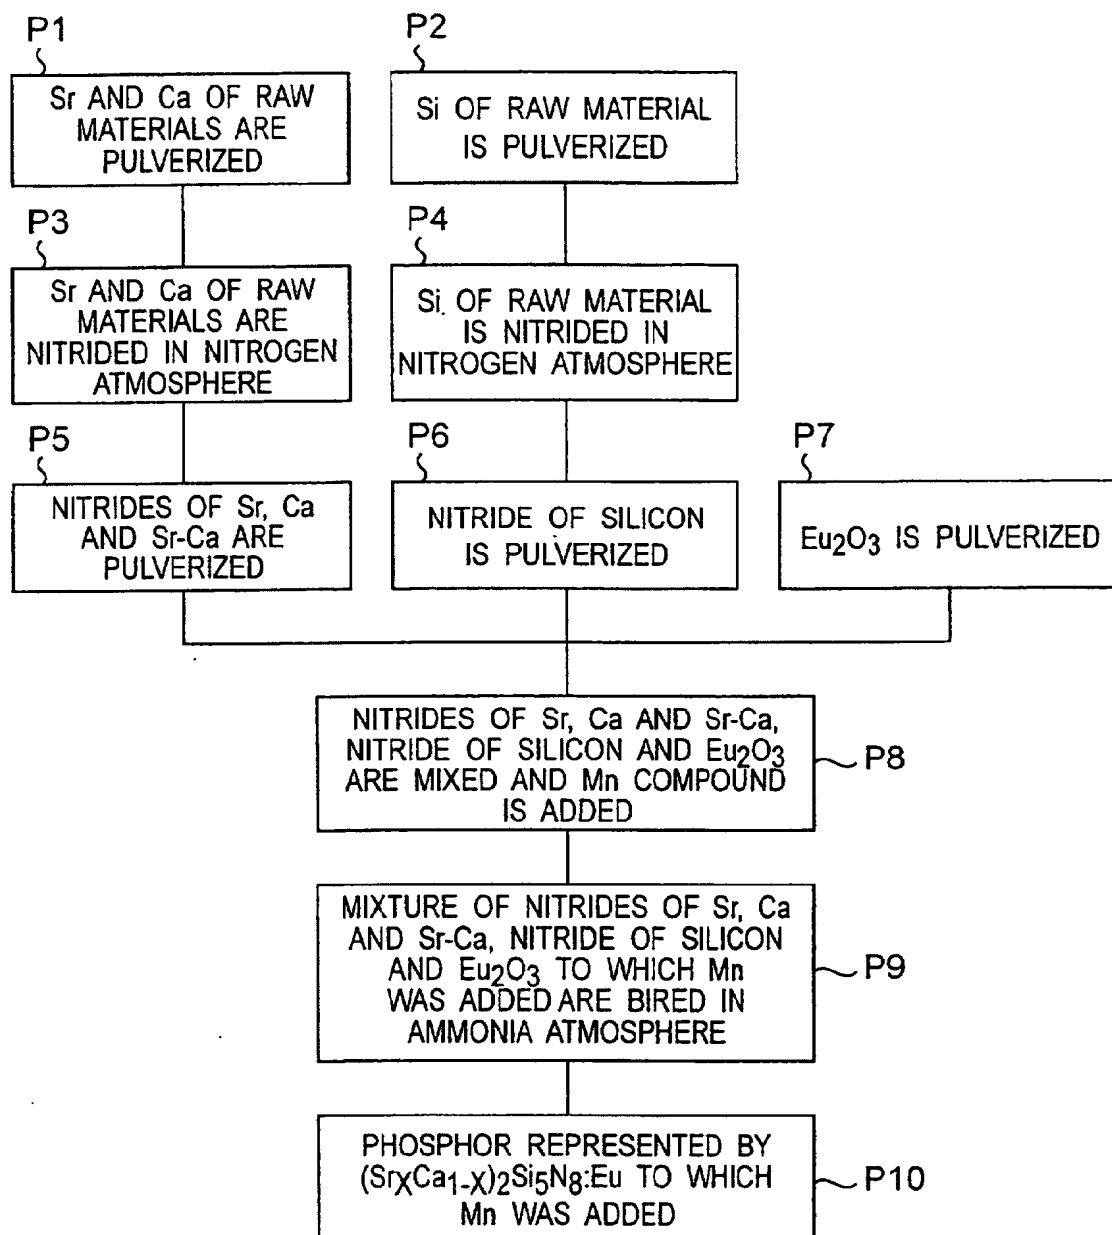 P1
Sr AND Ca OF RAW
MATERIALS ARE
PULVERIZED
P2
Si OF RAW MATERIAL
IS PULVERIZED
P3
Sr AND Ca OF RAW
MATERIALS ARE
NITRIDED IN NITROGEN
ATMOSPHERE
P4
Si. OF RAW MATERIAL
IS NITRIDED IN
NITROGEN ATMOSPHERE
P5
NITRIDES OF Sr, Ca
AND Sr-Ca ARE
PULVERIZED
P6
NITRIDE OF SILICON
IS PULVERIZED
P7
Eu2O3 IS PULVERIZED
NITRIDES OF Sr, Ca AND Sr-Ca,
NITRIDE OF SILICON AND Eu2O3
ARE MIXED AND Mn COMPOUND
IS ADDED
P8
MIXTURE OF NITRIDES OF Sr, Ca
AND Sr-Ca, NITRIDE OF SILICON
AND Eu2O3 TO WHICH Mn
WAS ADDED ARE BIRED IN
AMMONIA ATMOSPHERE
P9
PHOSPHOR REPRESENTED BY
(SrXCa1-X)2Si5N8:Eu TO WHICH
Mn WAS ADDED
P10